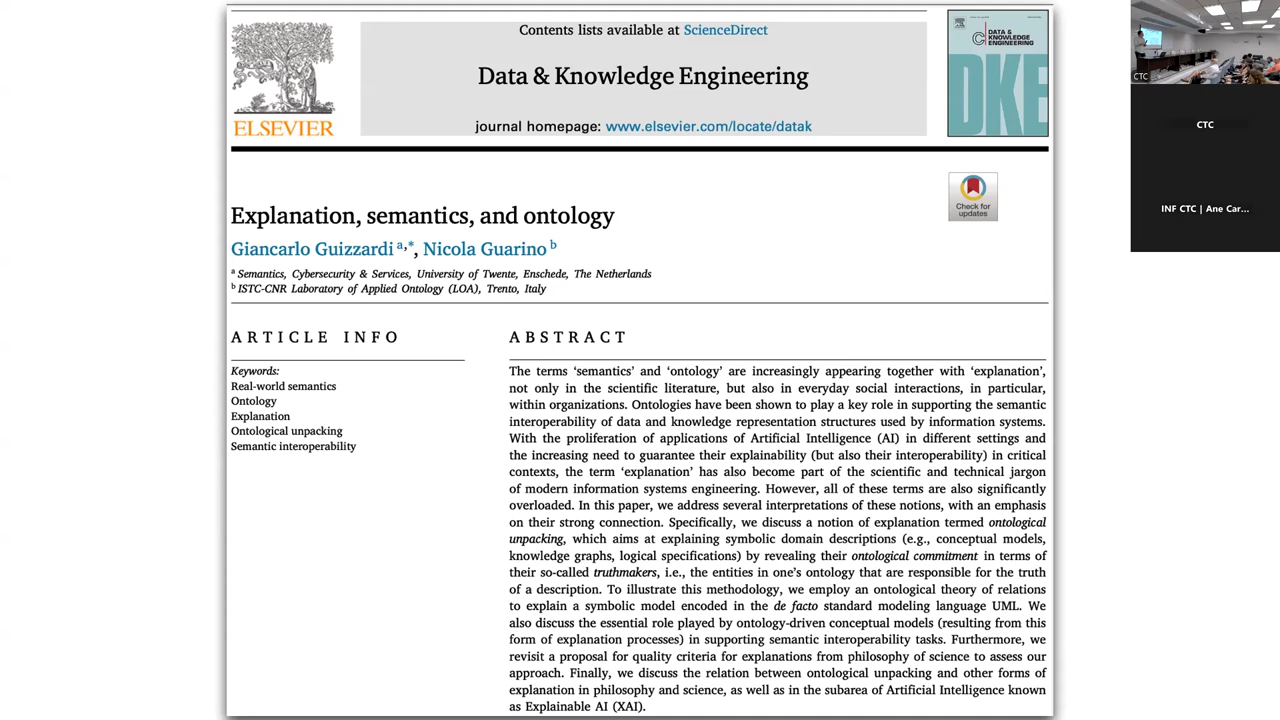 Contents lists available at ScienceDirect
Data & Knowledge Engineering
journal homepage: www.elsevier.com/locate/datak
ELSEVIER
DATA &
KNOWLEDGE
ENGINEERING
DKE
Check for
updates
Explanation, semantics, and ontology
Giancarlo Guizzardi a,*, Nicola Guarino b
a Semantics, Cybersecurity & Services, University of Twente, Enschede, The Netherlands
b ISTC-CNR Laboratory of Applied Ontology (LOA), Trento, Italy
ARTICLE INFO
Keywords:
Real-world semantics
Ontology
Explanation
Ontological unpacking
Semantic interoperability
ABSTRACT
The terms ‘semantics’ and ‘ontology’ are increasingly appearing together with ‘explanation’,
not only in the scientific literature, but also in everyday social interactions, in particular,
within organizations. Ontologies have been shown to play a key role in supporting the semantic
interoperability of data and knowledge representation structures used by information systems.
With the proliferation of applications of Artificial Intelligence (AI) in different settings and
the increasing need to guarantee their explainability (but also their interoperability) in critical
contexts, the term ‘explanation’ has also become part of the scientific and technical jargon
of modern information systems engineering. However, all of these terms are also significantly
overloaded. In this paper, we address several interpretations of these notions, with an emphasis
on their strong connection. Specifically, we discuss a notion of explanation termed ontological
unpacking, which aims at explaining symbolic domain descriptions (e.g., conceptual models,
knowledge graphs, logical specifications) by revealing their ontological commitment in terms of
their so-called truthmakers, i.e., the entities in one’s ontology that are responsible for the truth
of a description. To illustrate this methodology, we employ an ontological theory of relations
to explain a symbolic model encoded in the de facto standard modeling language UML. We
also discuss the essential role played by ontology-driven conceptual models (resulting from this
form of explanation processes) in supporting semantic interoperability tasks. Furthermore, we
revisit a proposal for quality criteria for explanations from philosophy of science to assess our
approach. Finally, we discuss the relation between ontological unpacking and other forms of
explanation in philosophy and science, as well as in the subarea of Artificial Intelligence known
as Explainable AI (XAI).
CTC
CTC
INF CTC | Ane Car...